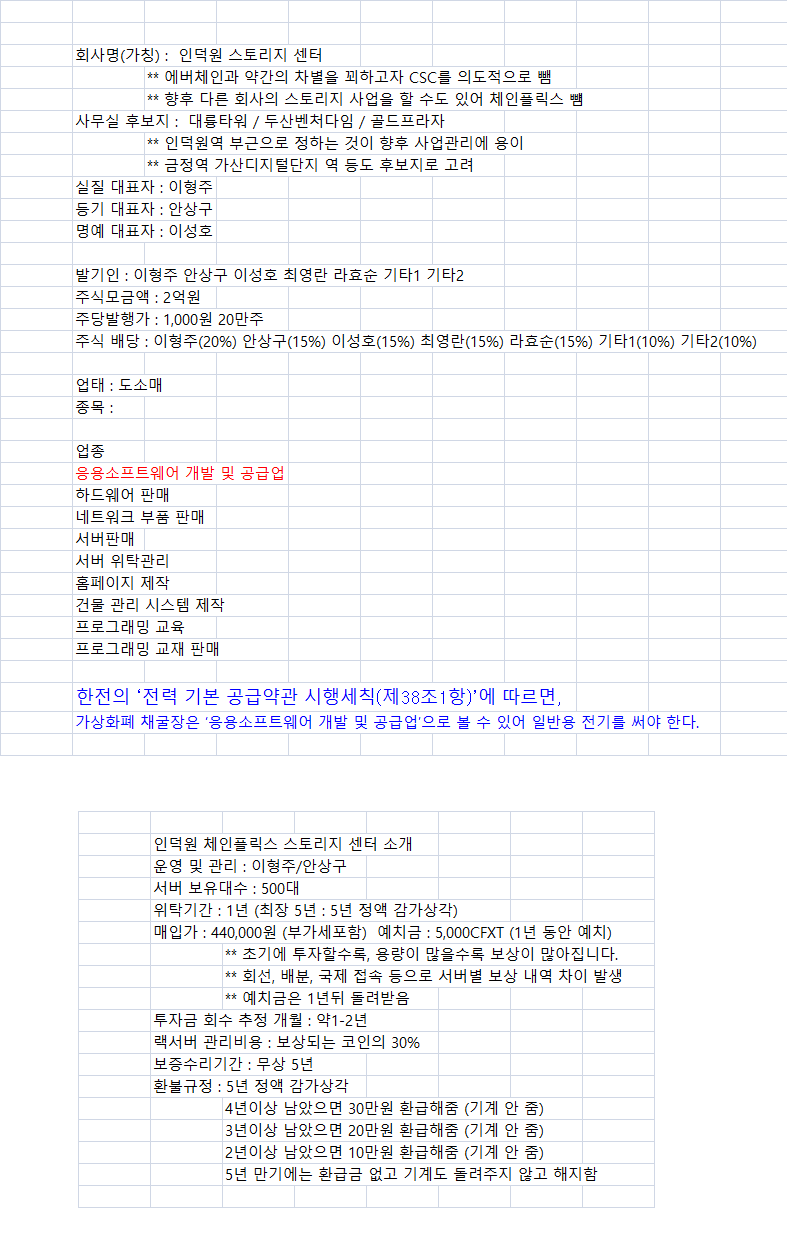 회사명(가칭) : 인덕원 스토리지 센터
** 에버체인과 약간의 차별을 꾀하고자 CSC를 의도적으로 뺌
** 향후 다른 회사의 스토리지 사업을 할 수도 있어 체인플릭스 뺌
사무실 후보지 : 대륭타워 / 두산벤처다임 / 골드프라자
** 인덕원역 부근으로 정하는 것이 향후 사업관리에 용이
** 금정역 가산디지털단지 역 등도 후보지로 고려
실질 대표자 : 이형주
등기 대표자 : 안상구
명예 대표자 : 이성호
발기인 : 이형주 안상구 이성호 최영란 라효순 기타1 기타2
주식모금액 : 2억원
주당발행가 : 1,000원 20만주
주식 배당 : 이형주(20%) 안상구(15%) 이성호(15%) 최영란(15%) 라효순(15%) 기타1(10%) 기타2(10%)
업태 : 도소매
종목 :
업종
응용소프트웨어 개발 및 공급업
하드웨어 판매
네트워크 부품 판매
서버판매
서버 위탁관리
홈페이지 제작
건물 관리 시스템 제작
프로그래밍 교육
프로그래밍 교재 판매
한전의 ‘전력 기본 공급약관 시행세칙(제38조1항)’에 따르면,
가상화폐 채굴장은 ‘응용소프트웨어 개발 및 공급업’으로 볼 수 있어 일반용 전기를 써야 한다.
인덕원 체인플릭스 스토리지 센터 소개
운영 및 관리 : 이형주/안상구
서버 보유대수 : 500대
위탁기간 : 1년 (최장 5년 : 5년 정액 감가상각)
매입가 : 440,000원 (부가세포함) 예치금 : 5,000CFXT (1년 동안 예치)
** 초기에 투자할수록, 용량이 많을수록 보상이 많아집니다.
** 회선, 배분, 국제 접속 등으로 서버별 보상 내역 차이 발생
** 예치금은 1년뒤 돌려받음
투자금 회수 추정 개월 : 약1-2년
랙서버 관리비용 : 보상되는 코인의 30%
보증수리기간 : 무상 5년
환불규정 : 5년 정액 감가상각
4년이상 남았으면 30만원 환급해줌 (기계 안 줌)
3년이상 남았으면 20만원 환급해줌 (기계 안 줌)
2년이상 남았으면 10만원 환급해줌 (기계 안 줌)
5년 만기에는 환급금 없고 기계도 돌려주지 않고 해지함